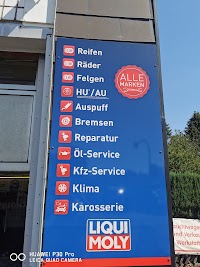 Reifen
Räder
Felgen
HU*/AU
Auspuff
Bremsen
Reparatur
Öl-Service
Kfz-Service
Klima
Karosserie
ALLE
MARKEN
LIQUI
MOLY
HUAWEI P30 Pro
LEICA QUAD CAMERA